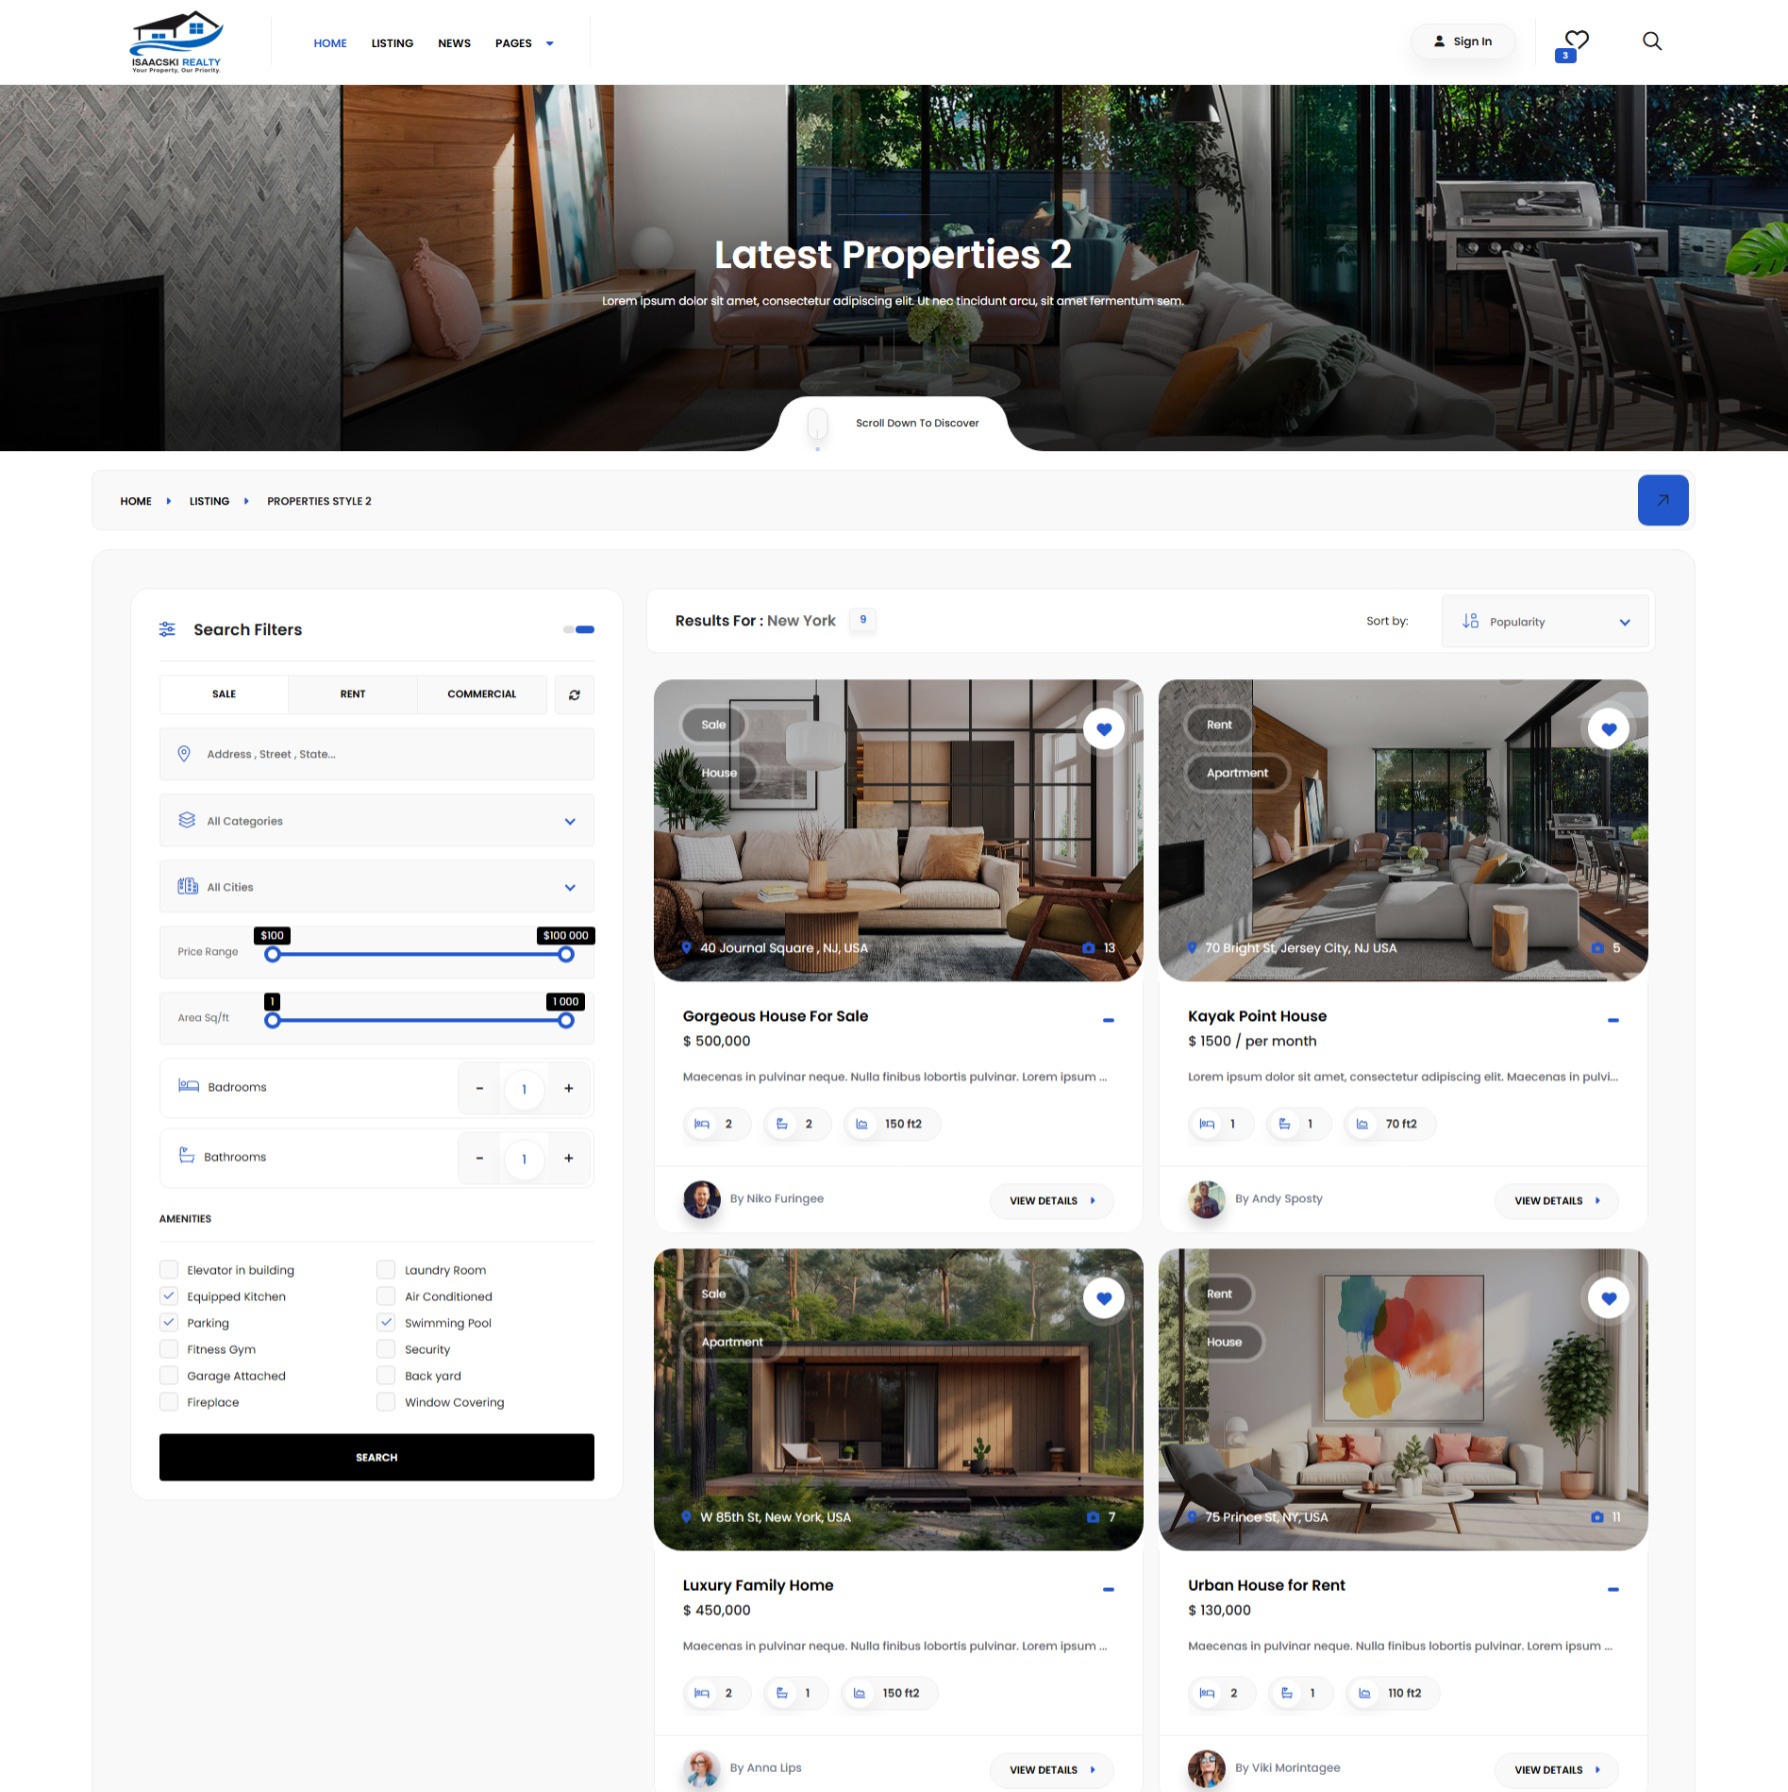 ISAACSKI REALTY
Your Property, Our Priority.
HOME LISTING NEWS PAGES
Sign In
3
Latest Properties 2
Lorem ipsum dolor sit amet, consectetur adipiscing elit. Ut nec tincidunt arcu, sit amet fermentum sem.
Scroll Down To Discover
HOME LISTING PROPERTIES STYLE 2
Search Filters
SALE RENT COMMERCIAL
Address , Street , State...
All Categories
All Cities
$100 $100 000
Price Range
1 1 000
Area Sq/ft
Badrooms - 1 +
Bathrooms - 1 +
AMENITIES
Elevator in building Laundry Room
Equipped Kitchen Air Conditioned
Parking Swimming Pool
Fitness Gym Security
Garage Attached Back yard
Fireplace Window Covering
SEARCH
Results For : New York 9
Sort by: Popularity
Sale
House
40 Journal Square , NJ, USA 13
Gorgeous House For Sale
$ 500,000
Maecenas in pulvinar neque. Nulla finibus lobortis pulvinar. Lorem ipsum ...
2 2 150 ft2
By Niko Furingee VIEW DETAILS
Rent
Apartment
70 Bright St, Jersey City, NJ USA 5
Kayak Point House
$ 1500 / per month
Lorem ipsum dolor sit amet, consectetur adipiscing elit. Maecenas in pulvi...
1 1 70 ft2
By Andy Sposty VIEW DETAILS
Sale
Apartment
W 85th St, New York, USA 7
Luxury Family Home
$ 450,000
Maecenas in pulvinar neque. Nulla finibus lobortis pulvinar. Lorem ipsum ...
2 1 150 ft2
By Anna Lips VIEW DETAILS
Rent
House
75 Prince St, NY, USA 11
Urban House for Rent
$ 130,000
Maecenas in pulvinar neque. Nulla finibus lobortis pulvinar. Lorem ipsum ...
2 1 110 ft2
By Viki Morintagee VIEW DETAILS